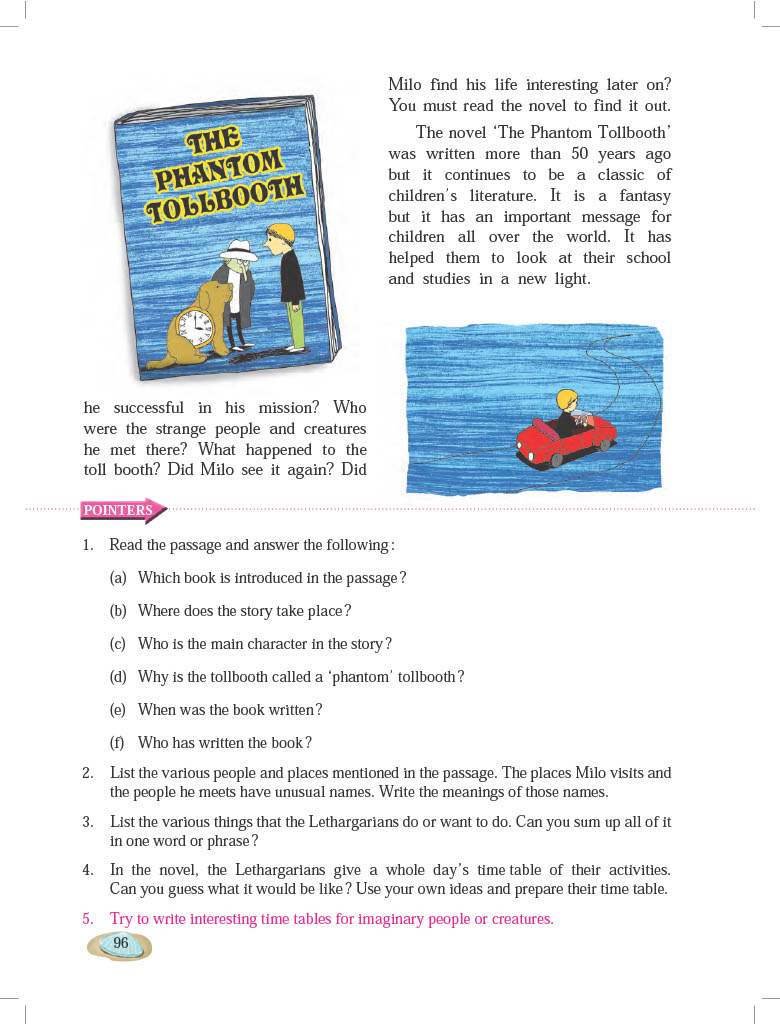 THE
PHANTOM
TOLLBOOTH
he successful in his mission? Who
were the strange people and creatures
he met there? What happened to the
toll booth? Did Milo see it again? Did
Milo find his life interesting later on?
You must read the novel to find it out.
The novel ‘The Phantom Tollbooth’
was written more than 50 years ago
but it continues to be a classic of
children’s literature. It is a fantasy
but it has an important message for
children all over the world. It has
helped them to look at their school
and studies in a new light.
POINTERS
1. Read the passage and answer the following :
(a) Which book is introduced in the passage ?
(b) Where does the story take place ?
(c) Who is the main character in the story ?
(d) Why is the tollbooth called a ‘phantom’ tollbooth ?
(e) When was the book written ?
(f) Who has written the book ?
2. List the various people and places mentioned in the passage. The places Milo visits and
the people he meets have unusual names. Write the meanings of those names.
3. List the various things that the Lethargarians do or want to do. Can you sum up all of it
in one word or phrase ?
4. In the novel, the Lethargarians give a whole day’s time table of their activities.
Can you guess what it would be like ? Use your own ideas and prepare their time table.
5. Try to write interesting time tables for imaginary people or creatures.
96